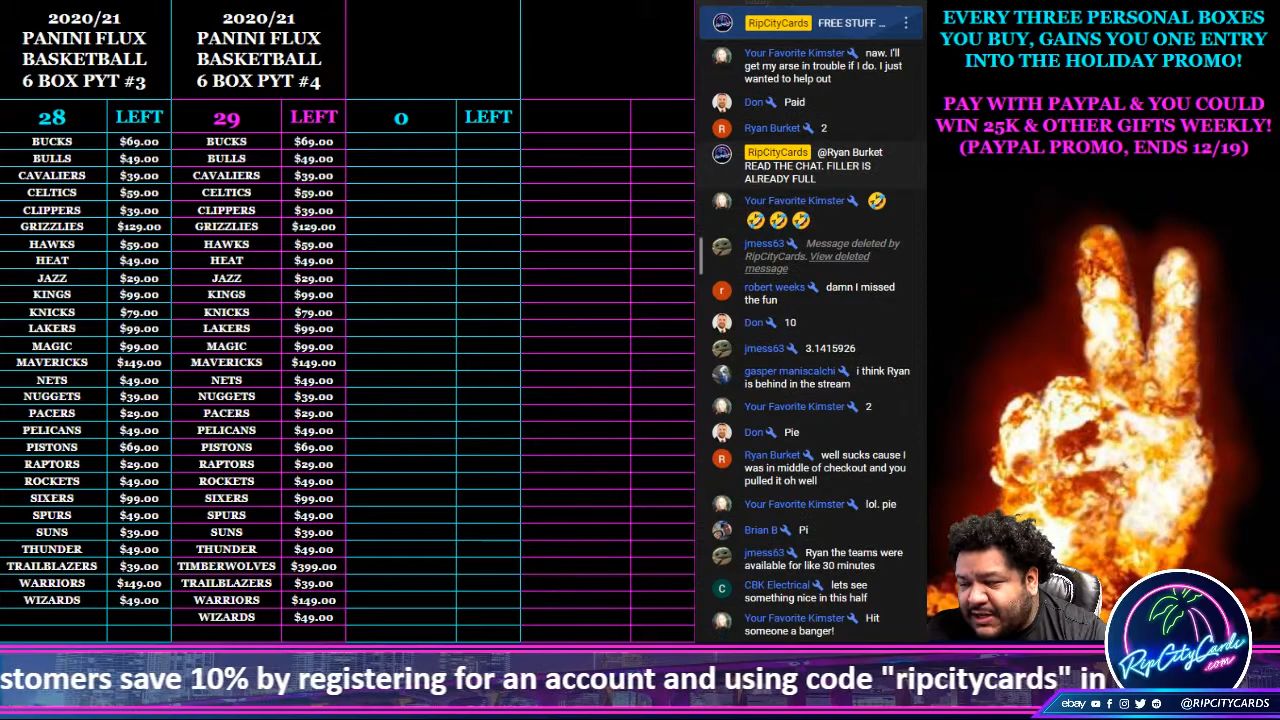 2020/21
PANINI FLUX
BASKETBALL
6 BOX PYT #3
28 LEFT
BUCKS $69.00
BULLS $49.00
CAVALIERS $39.00
CELTICS $59.00
CLIPPERS $39.00
GRIZZLIES $129.00
HAWKS $59.00
HEAT $49.00
JAZZ $29.00
KINGS $99.00
KNICKS $79.00
LAKERS $99.00
MAGIC $99.00
MAVERICKS $149.00
NETS $49.00
NUGGETS $39.00
PACERS $29.00
PELICANS $49.00
PISTONS $69.00
RAPTORS $29.00
ROCKETS $49.00
SIXERS $99.00
SPURS $49.00
SUNS $39.00
THUNDER $49.00
TRAILBLAZERS $39.00
WARRIORS $149.00
WIZARDS $49.00
2020/21
PANINI FLUX
BASKETBALL
6 BOX PYT #4
29 LEFT
BUCKS $69.00
BULLS $49.00
CAVALIERS $39.00
CELTICS $59.00
CLIPPERS $39.00
GRIZZLIES $129.00
HAWKS $59.00
HEAT $49.00
JAZZ $29.00
KINGS $99.00
KNICKS $79.00
LAKERS $99.00
MAGIC $99.00
MAVERICKS $149.00
NETS $49.00
NUGGETS $39.00
PACERS $29.00
PELICANS $49.00
PISTONS $69.00
RAPTORS $29.00
ROCKETS $49.00
SIXERS $99.00
SPURS $49.00
SUNS $39.00
THUNDER $49.00
TIMBERWOLVES $399.00
TRAILBLAZERS $39.00
WARRIORS $149.00
WIZARDS $49.00
0 LEFT
RipCityCards FREE STUFF ...
Your Favorite Kimster naw. I'll
get my arse in trouble if I do. I just
wanted to help out
Don Paid
Ryan Burket 2
RipCityCards @Ryan Burket
READ THE CHAT. FILLER IS
ALREADY FULL
Your Favorite Kimster 🤣
🤣🤣🤣
jmess63 Message deleted by
RipCityCards. View deleted
message
r robert weeks damn I missed
the fun
Don 10
jmess63 3.1415926
gasper maniscalchi i think Ryan
is behind in the stream
Your Favorite Kimster 2
Don Pie
R Ryan Burket well sucks cause I
was in middle of checkout and you
pulled it oh well
Your Favorite Kimster lol. pie
Brian B Pi
jmess63 Ryan the teams were
available for like 30 minutes
C CBK Electrical lets see
something nice in this half
Your Favorite Kimster Hit
someone a banger!
EVERY THREE PERSONAL BOXES
YOU BUY, GAINS YOU ONE ENTRY
INTO THE HOLIDAY PROMO!
PAY WITH PAYPAL & YOU COULD
WIN 25K & OTHER GIFTS WEEKLY!
(PAYPAL PROMO, ENDS 12/19)
RipCityCards
.com
stomers save 10% by registering for an account and using code "ripcitycards" in
ebay @RIPCITYCARDS